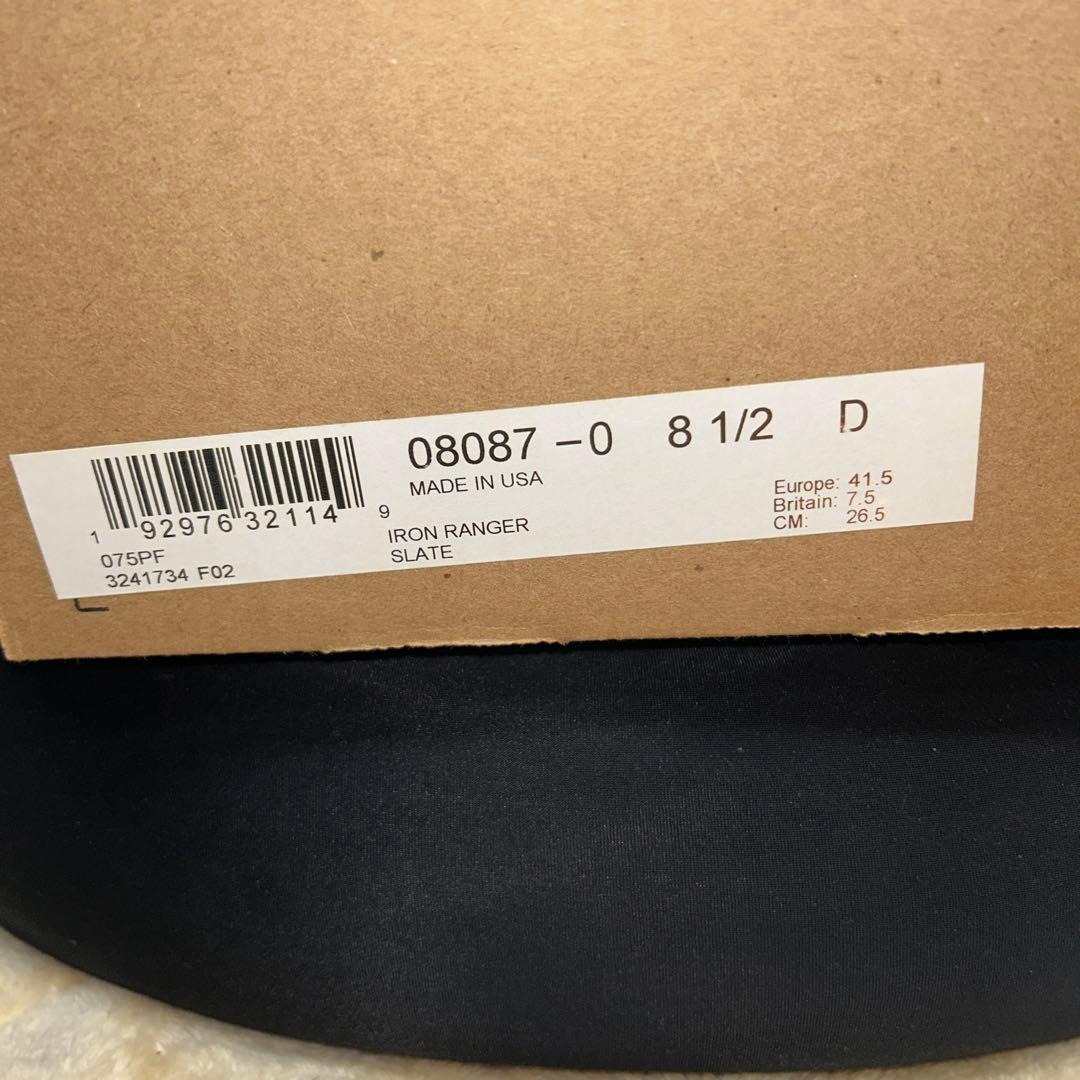 08087 -0 8 1/2 D
MADE IN USA
1 92976 32114 9
075PF
3241734 F02
IRON RANGER
SLATE
Europe: 41.5
Britain: 7.5
CM: 26.5